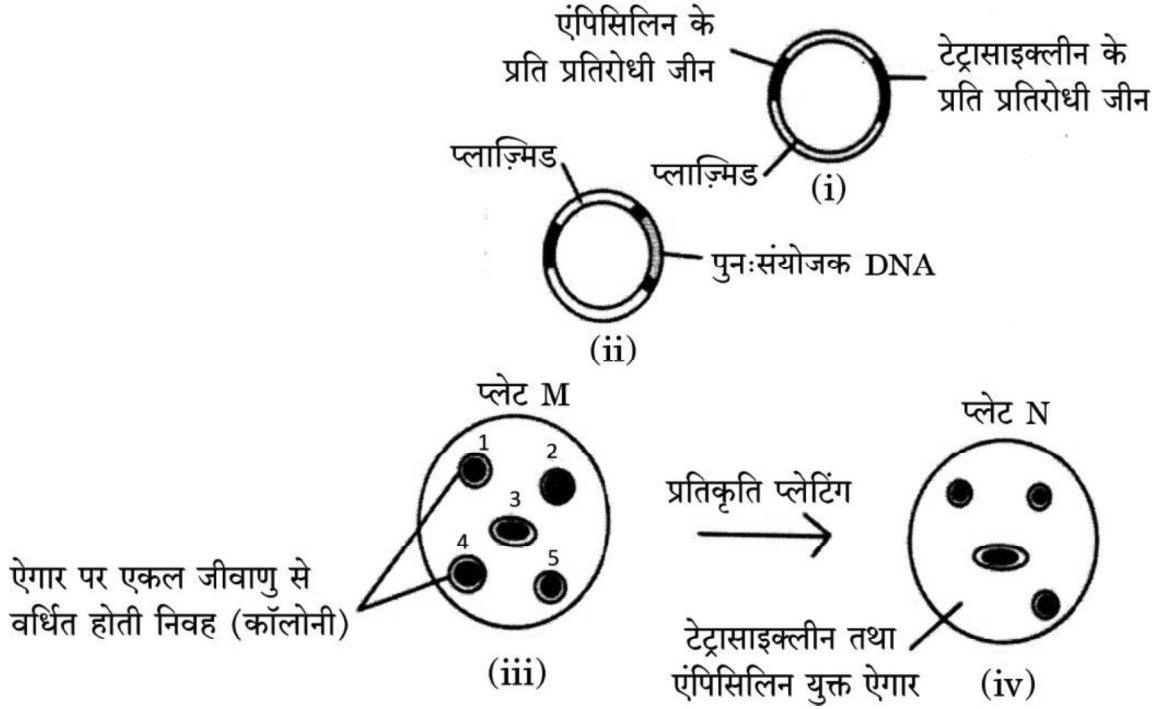 एंपिसिलिन के
प्रति प्रतिरोधी जीन
टेट्रासाइक्लीन के
प्रति प्रतिरोधी जीन
प्लाज़्मिड
(i)
प्लाज़्मिड
पुनःसंयोजक DNA
(ii)
प्लेट M
1
2
3
4
5
ऐगार पर एकल जीवाणु से
वर्धित होती निवह (कॉलोनी)
(iii)
प्रतिकृति प्लेटिंग
प्लेट N
टेट्रासाइक्लीन तथा
एंपिसिलिन युक्त ऐगार
(iv)